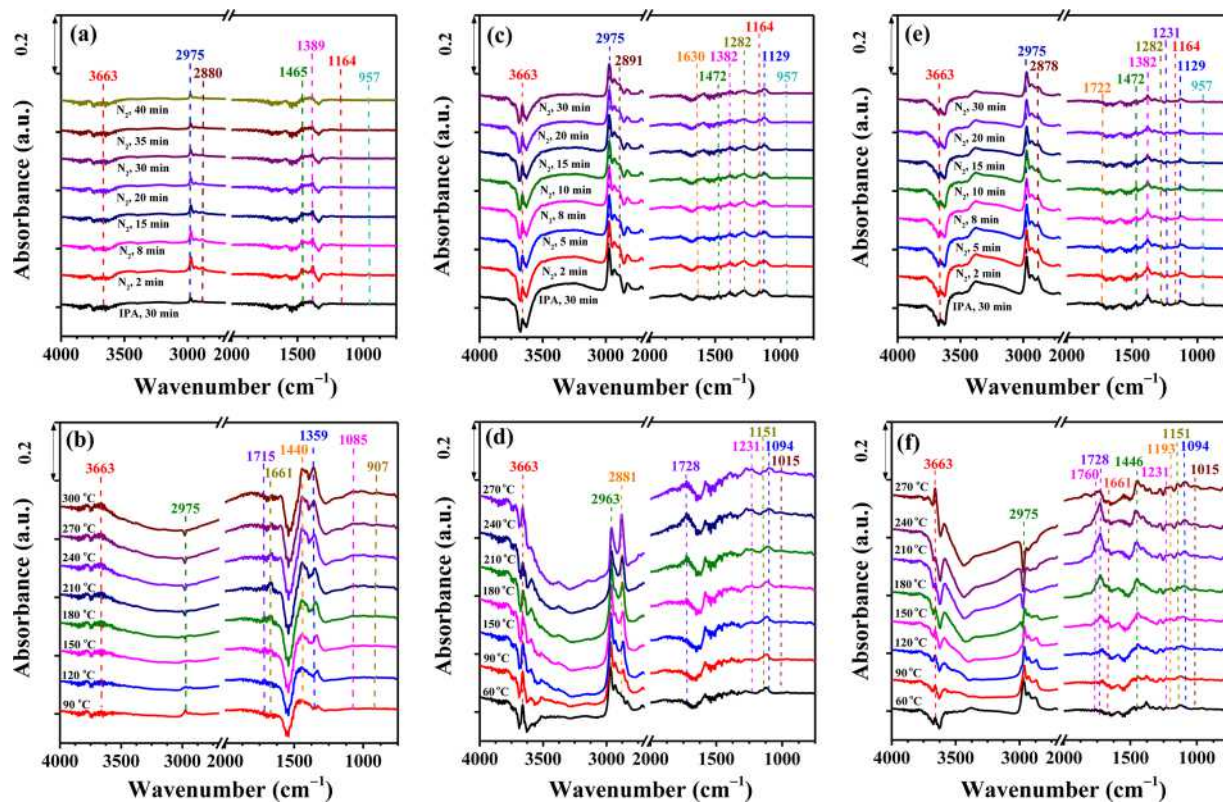 (a)
0.2
3663
2975
2880
1465
1389
1164
957
N₂, 40 min
N₂, 35 min
N₂, 30 min
N₂, 20 min
N₂, 15 min
N₂, 8 min
N₂, 2 min
IPA, 30 min
Absorbance (a.u.)
4000 3000 2000 1500 1000
Wavenumber (cm⁻¹)
(c)
0.2
3663
2975
2891
1630
1472
1382
1282
1164
1129
957
N₂, 30 min
N₂, 20 min
N₂, 15 min
N₂, 10 min
N₂, 8 min
N₂, 5 min
N₂, 2 min
IPA, 30 min
Absorbance (a.u.)
4000 3000 2000 1500 1000
Wavenumber (cm⁻¹)
(e)
0.2
3663
2975
2878
1722
1472
1382
1282
1231
1164
1129
957
N₂, 30 min
N₂, 20 min
N₂, 15 min
N₂, 10 min
N₂, 8 min
N₂, 5 min
N₂, 2 min
IPA, 30 min
Absorbance (a.u.)
4000 3000 2000 1500 1000
Wavenumber (cm⁻¹)
(b)
0.2
3663
2975
1715
1661
1440
1359
1085
907
300 °C
270 °C
240 °C
210 °C
180 °C
150 °C
120 °C
90 °C
Absorbance (a.u.)
4000 3000 2000 1500 1000
Wavenumber (cm⁻¹)
(d)
0.2
3663
2963
2881
1728
1231
1151
1094
1015
270 °C
240 °C
210 °C
180 °C
150 °C
90 °C
60 °C
Absorbance (a.u.)
4000 3000 2000 1500 1000
Wavenumber (cm⁻¹)
(f)
0.2
3663
2975
1760
1728
1661
1446
1231
1193
1151
1094
1015
270 °C
240 °C
210 °C
180 °C
150 °C
120 °C
90 °C
60 °C
Absorbance (a.u.)
4000 3000 2000 1500 1000
Wavenumber (cm⁻¹)